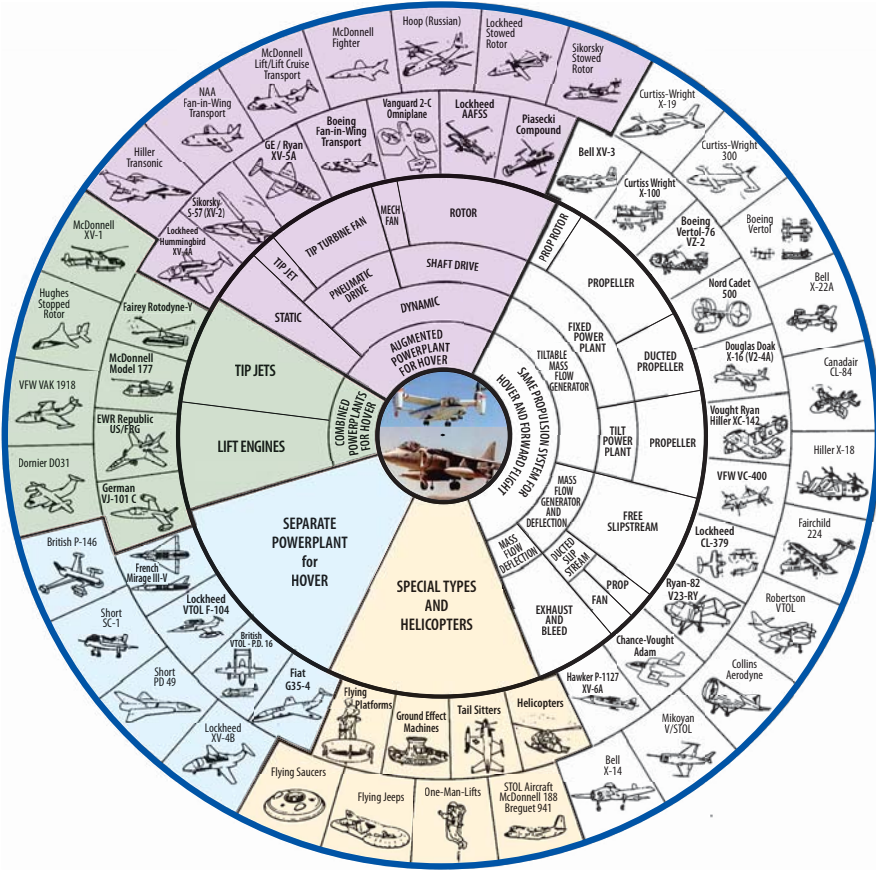 Hoop (Russian)
Lockheed
Stowed
Rotor
Sikorsky
Stowed
Rotor
McDonnell
Fighter
McDonnell
Lift/Lift Cruise
Transport
NAA
Fan-in-Wing
Transport
Hiller
Transonic
Sikorsky
S-57 (XV-2)
Lockheed
Hummingbird
XV-4A
GE / Ryan
XV-5A
Boeing
Fan-in-Wing
Transport
Vanguard 2-C
Omniplane
Lockheed
AAFSS
Piasecki
Compound
Curtiss-Wright
X-19
Curtiss-Wright
300
Boeing
Vertol
Bell
X-22A
Canadair
CL-84
Hiller X-18
Fairchild
224
Robertson
VTOL
Collins
Aerodyne
Mikoyan
V/STOL
Bell
X-14
Bell XV-3
Curtiss Wright
X-100
Boeing
Vertol-76
VZ-2
Nord Cadet
500
Douglas Doak
X-16 (V2-4A)
Vought Ryan
Hiller XC-142
VFW VC-400
Lockheed
CL-379
Ryan-82
V23-RY
Chance-Vought
Adam
Hawker P-1127
XV-6A
McDonnell
XV-1
Hughes
Stopped
Rotor
VFW VAK 1918
Dornier DO31
Fairey Rotodyne-Y
McDonnell
Model 177
EWR Republic
US/FRG
German
VJ-101 C
British P-146
Short
SC-1
Short
PD 49
Lockheed
XV-4B
French
Mirage III-V
Lockheed
VTOL F-104
British
VTOL - P.D. 16
Fiat
G35-4
Flying
Platforms
Ground Effect
Machines
Tail Sitters
Helicopters
Flying Saucers
Flying Jeeps
One-Man-Lifts
STOL Aircraft
McDonnell 188
Breguet 941
STATIC
TIP JET
TIP TURBINE FAN
MECH
FAN
ROTOR
PNEUMATIC
DRIVE
SHAFT DRIVE
DYNAMIC
AUGMENTED
POWERPLANT
FOR HOVER
PROP ROTOR
PROPELLER
FIXED
POWER
PLANT
TILTABLE
MASS
FLOW
GENERATOR
DUCTED
PROPELLER
TILT
POWER
PLANT
PROPELLER
SAME PROPULSION SYSTEM FOR
HOVER AND FORWARD FLIGHT
MASS
FLOW
GENERATOR
AND
DEFLECTION
FREE
SLIPSTREAM
DUCTED
SLIP
STREAM
PROP
FAN
MASS
FLOW
DEFLECTION
EXHAUST
AND
BLEED
TIP JETS
LIFT ENGINES
COMBINED
POWERPLANTS
FOR HOVER
SEPARATE
POWERPLANT
for
HOVER
SPECIAL TYPES
AND
HELICOPTERS